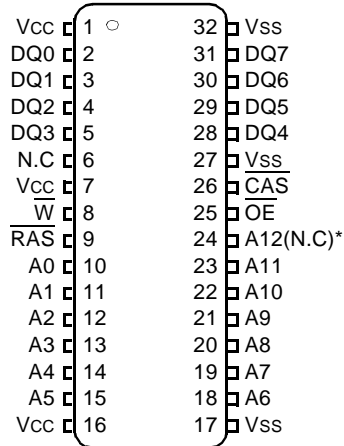 VCC 1 32 VSS
DQ0 2 31 DQ7
DQ1 3 30 DQ6
DQ2 4 29 DQ5
DQ3 5 28 DQ4
N.C 6 27 VSS
VCC 7 26 CAS
W 8 25 OE
RAS 9 24 A12(N.C)*
A0 10 23 A11
A1 11 22 A10
A2 12 21 A9
A3 13 20 A8
A4 14 19 A7
A5 15 18 A6
VCC 16 17 VSS